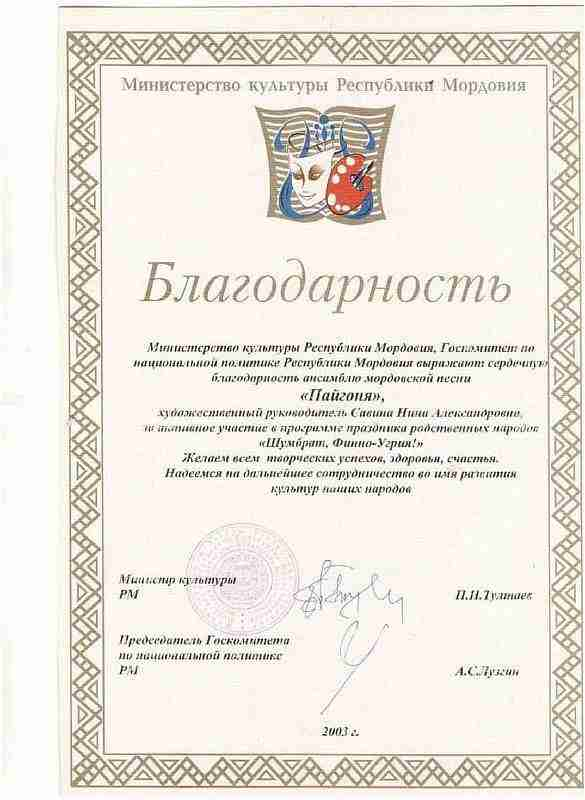 Министерство культуры Республики Мордовия
Благодарность
Министерство культуры Республики Мордовия, Госкомитет по
национальной политике Республики Мордовия выражают сердечную
благодарность ансамблю мордовской песни
«Пайгоня»,
художественный руководитель Савина Нина Александровна,
за активное участие в программе праздника родственных народов
«Шумбрат, Финно-Угрия!»
Желаем всем творческих успехов, здоровья, счастья.
Надеемся на дальнейшее сотрудничество во имя развития
культур наших народов
Министр культуры
РМ
П.Н.Тултаев
Председатель Госкомитета
по национальной политике
РМ
А.С.Лузгин
2003 г.